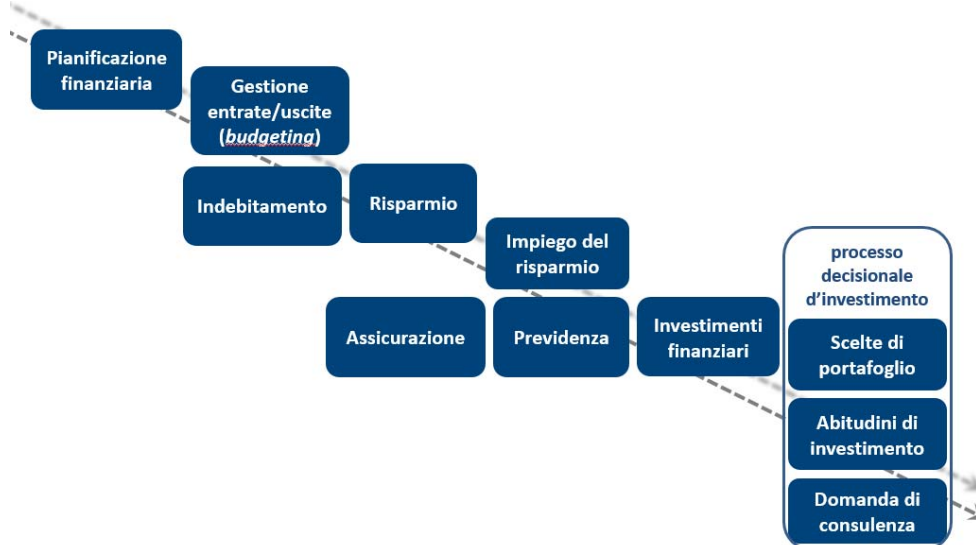 Pianificazione
finanziaria
Gestione
entrate/uscite
(budgeting)
Indebitamento
Risparmio
Impiego del
risparmio
Assicurazione
Previdenza
Investimenti
finanziari
processo
decisionale
d'investimento
Scelte di
portafoglio
Abitudini di
investimento
Domanda di
consulenza